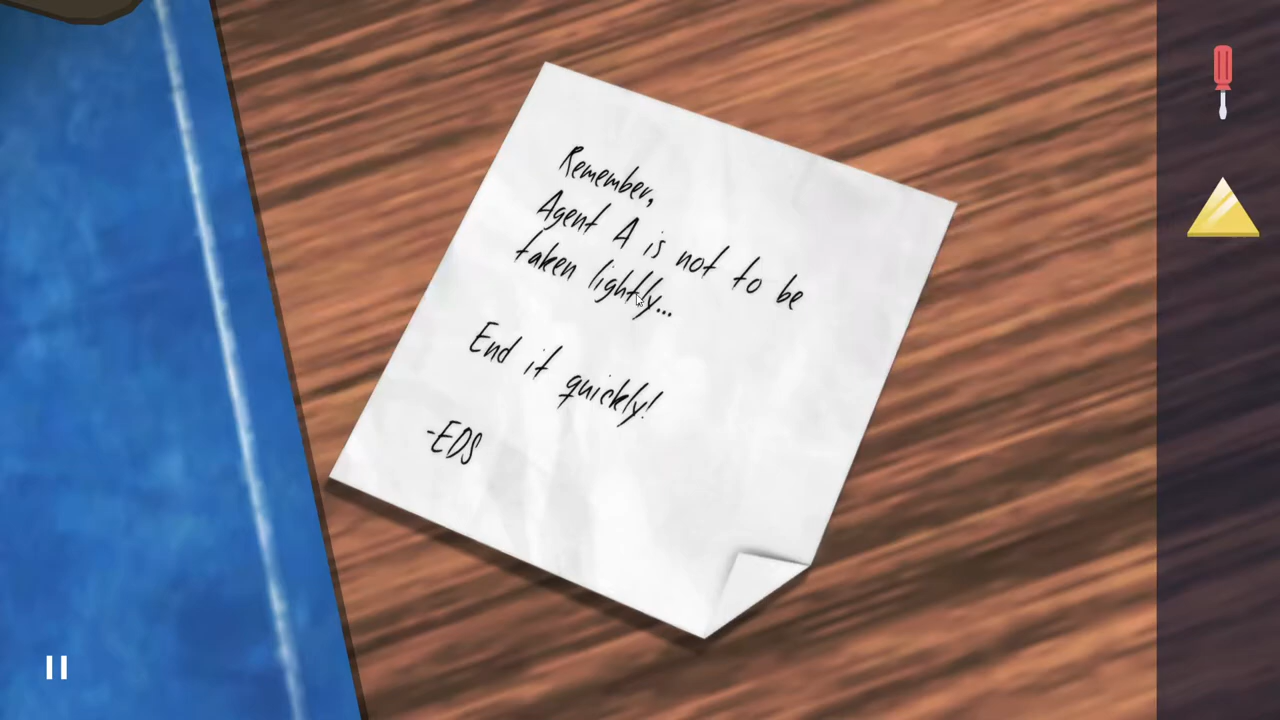 Remember,
Agent A is not to be
taken lightly...
End it quickly!
-EDS